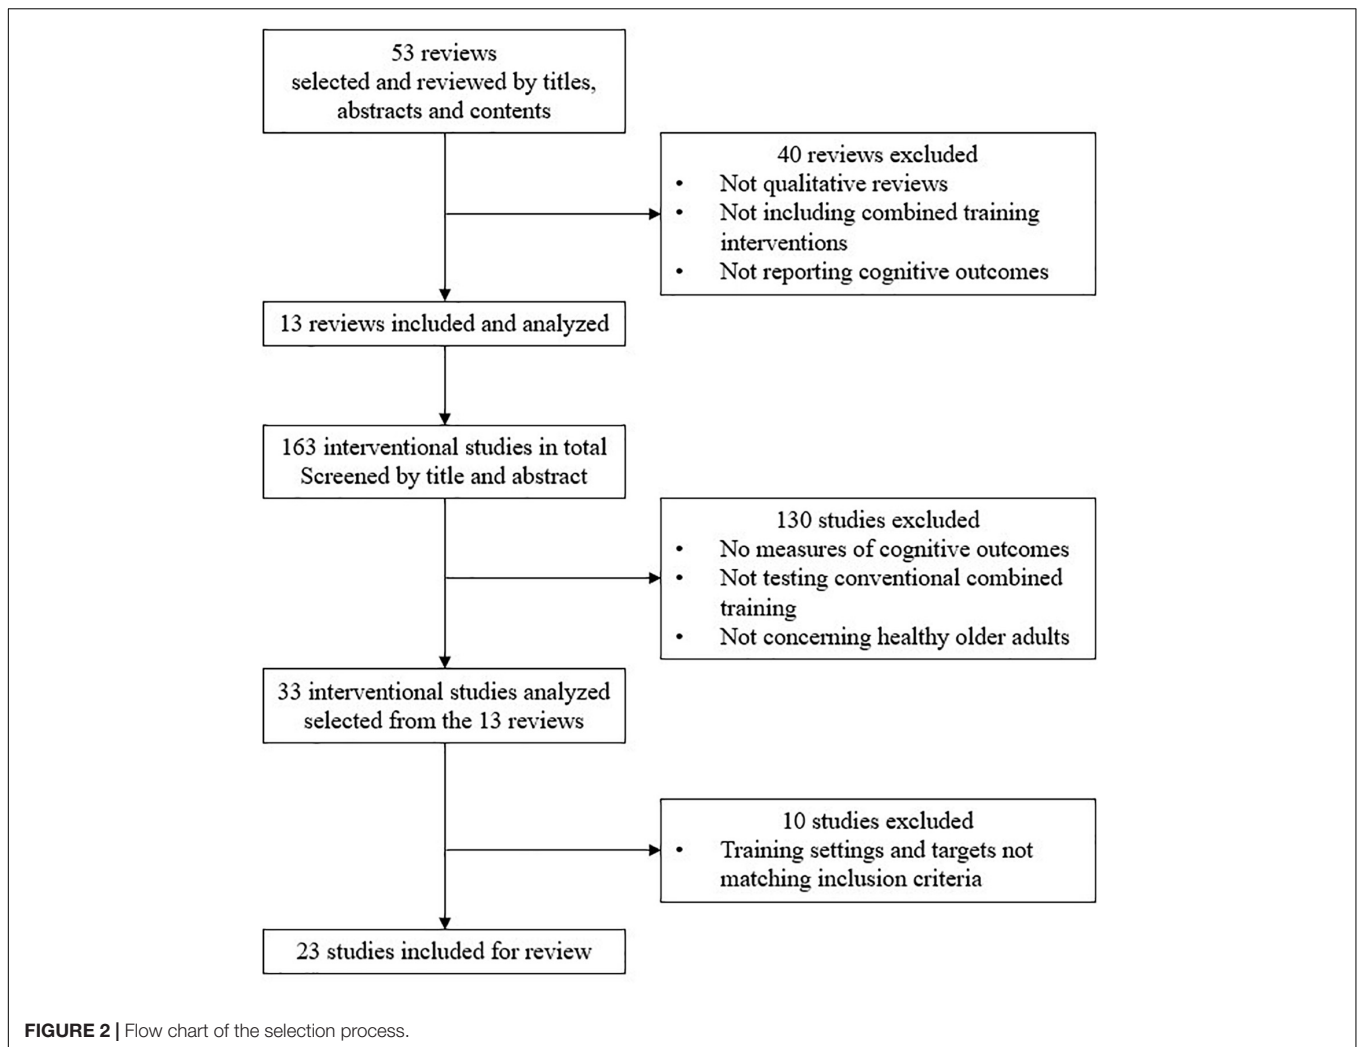 53 reviews
selected and reviewed by titles,
abstracts and contents
40 reviews excluded
• Not qualitative reviews
• Not including combined training
interventions
• Not reporting cognitive outcomes
13 reviews included and analyzed
163 interventional studies in total
Screened by title and abstract
130 studies excluded
• No measures of cognitive outcomes
• Not testing conventional combined
training
• Not concerning healthy older adults
33 interventional studies analyzed
selected from the 13 reviews
10 studies excluded
• Training settings and targets not
matching inclusion criteria
23 studies included for review
FIGURE 2 | Flow chart of the selection process.